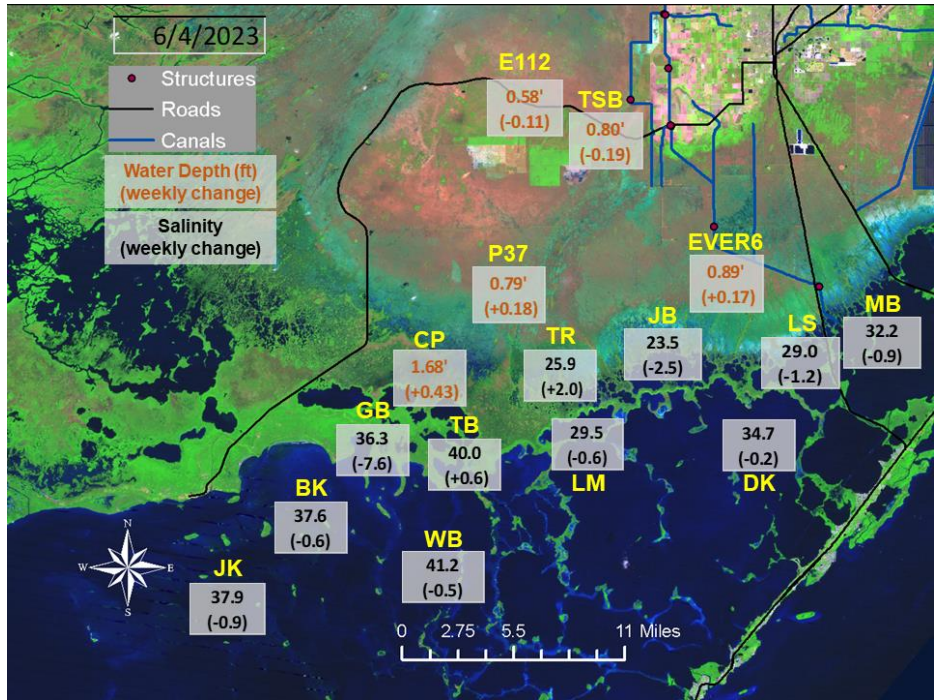 6/4/2023
Structures
Roads
Canals
Water Depth (ft)
(weekly change)
Salinity
(weekly change)
E112
0.58'
(-0.11)
TSB
0.80'
(-0.19)
P37
0.79'
(+0.18)
EVER6
0.89'
(+0.17)
CP
1.68'
(+0.43)
TR
25.9
(+2.0)
JB
23.5
(-2.5)
LS
29.0
(-1.2)
MB
32.2
(-0.9)
GB
36.3
(-7.6)
TB
40.0
(+0.6)
29.5
(-0.6)
LM
34.7
(-0.2)
DK
BK
37.6
(-0.6)
WB
41.2
(-0.5)
JK
37.9
(-0.9)
N
W E
S
0 2.75 5.5 11 Miles